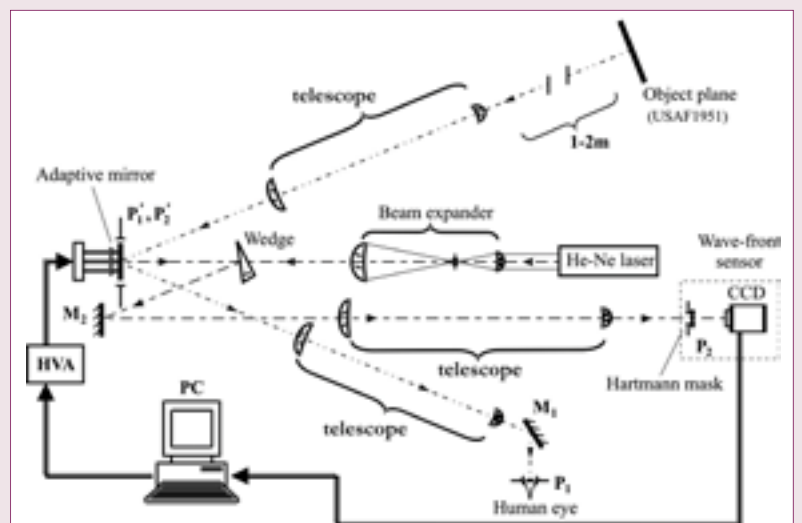 telescope
Object plane
(USAF1951)
1-2m
Adaptive mirror
P₁′, P₂′
Beam expander
Wedge
He-Ne laser
Wave-front
sensor
CCD
M₂
P₂
HVA
telescope
Hartmann mask
PC
M₁
telescope
P₁
Human eye